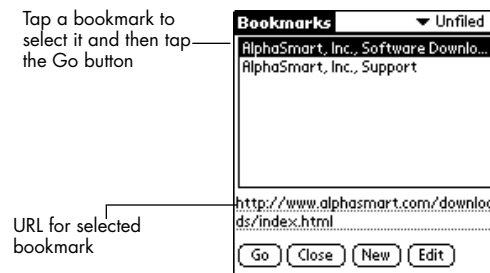 Tap a bookmark to
select it and then tap
the Go button
Bookmarks
Unfiled
AlphaSmart, Inc., Software Downlo...
AlphaSmart, Inc., Support
http://www.alphasmart.com/downloa
ds/index.html
URL for selected
bookmark
Go Close New Edit